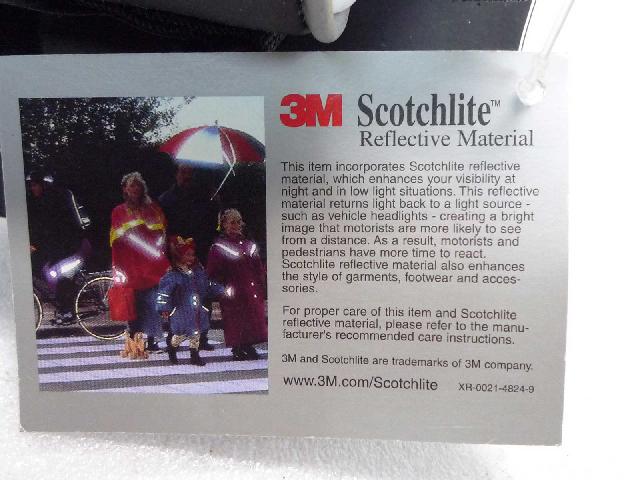 3M Scotchlite™
Reflective Material
This item incorporates Scotchlite reflective
material, which enhances your visibility at
night and in low light situations. This reflective
material returns light back to a light source -
such as vehicle headlights - creating a bright
image that motorists are more likely to see
from a distance. As a result, motorists and
pedestrians have more time to react.
Scotchlite reflective material also enhances
the style of garments, footwear and acces-
sories.
For proper care of this item and Scotchlite
reflective material, please refer to the manu-
facturer's recommended care instructions.
3M and Scotchlite are trademarks of 3M company.
www.3M.com/Scotchlite XR-0021-4824-9